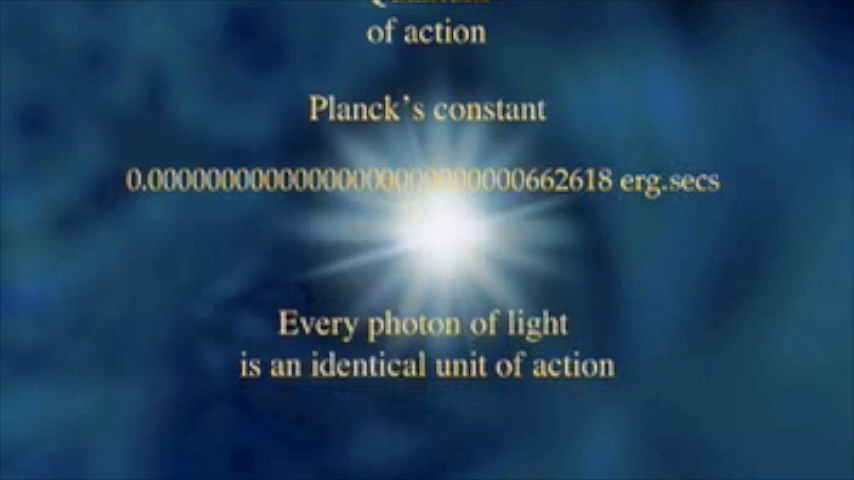 of action
Planck's constant
0.00000000000000000000000000662618 erg.secs
Every photon of light
is an identical unit of action